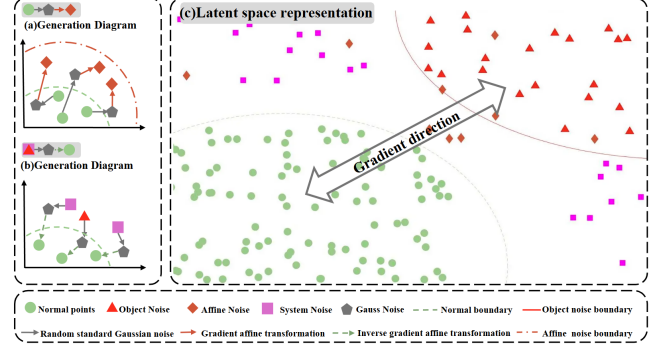 (a)Generation Diagram
(b)Generation Diagram
(c)Latent space representation
Gradient direction
Normal points
Object Noise
Affine Noise
System Noise
Gauss Noise
Normal boundary
Object noise boundary
Random standard Gaussian noise
Gradient affine transformation
Inverse gradient affine transformation
Affine noise boundary